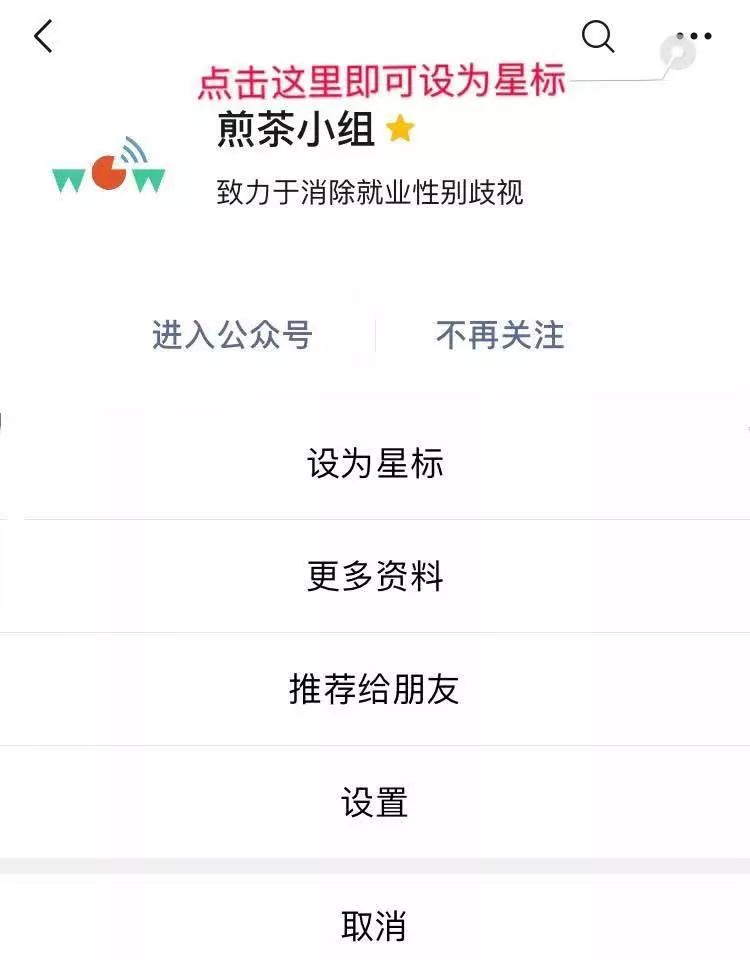 点击这里即可设为星标
煎茶小组
致力于消除就业性别歧视
进入公众号 不再关注
设为星标
更多资料
推荐给朋友
设置
取消